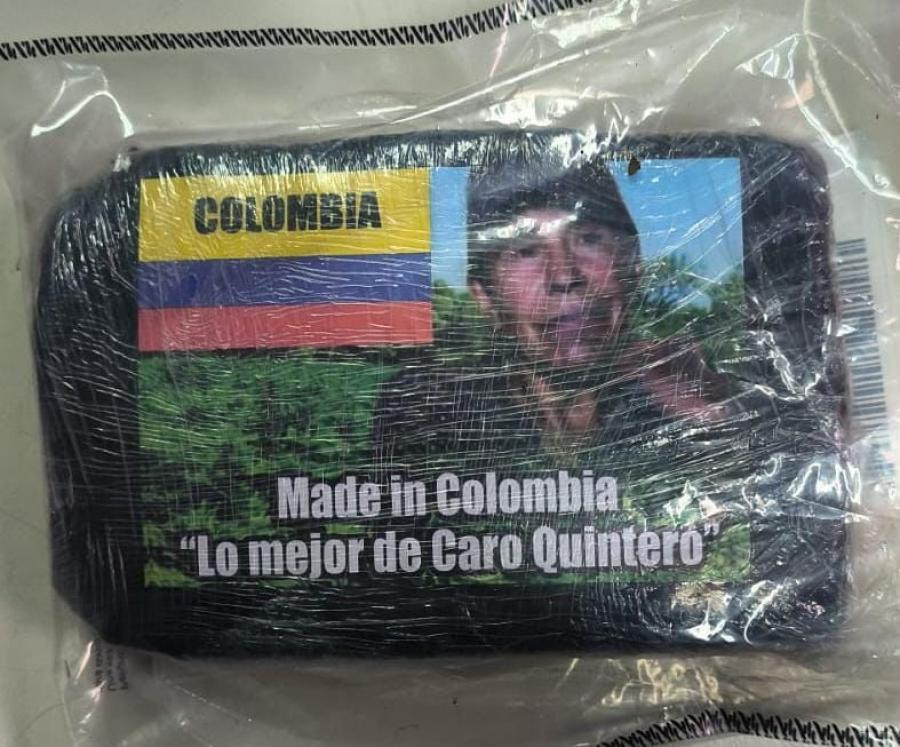 COLOMBIA
Made in Colombia
“Lo mejor de Caro Quintero”